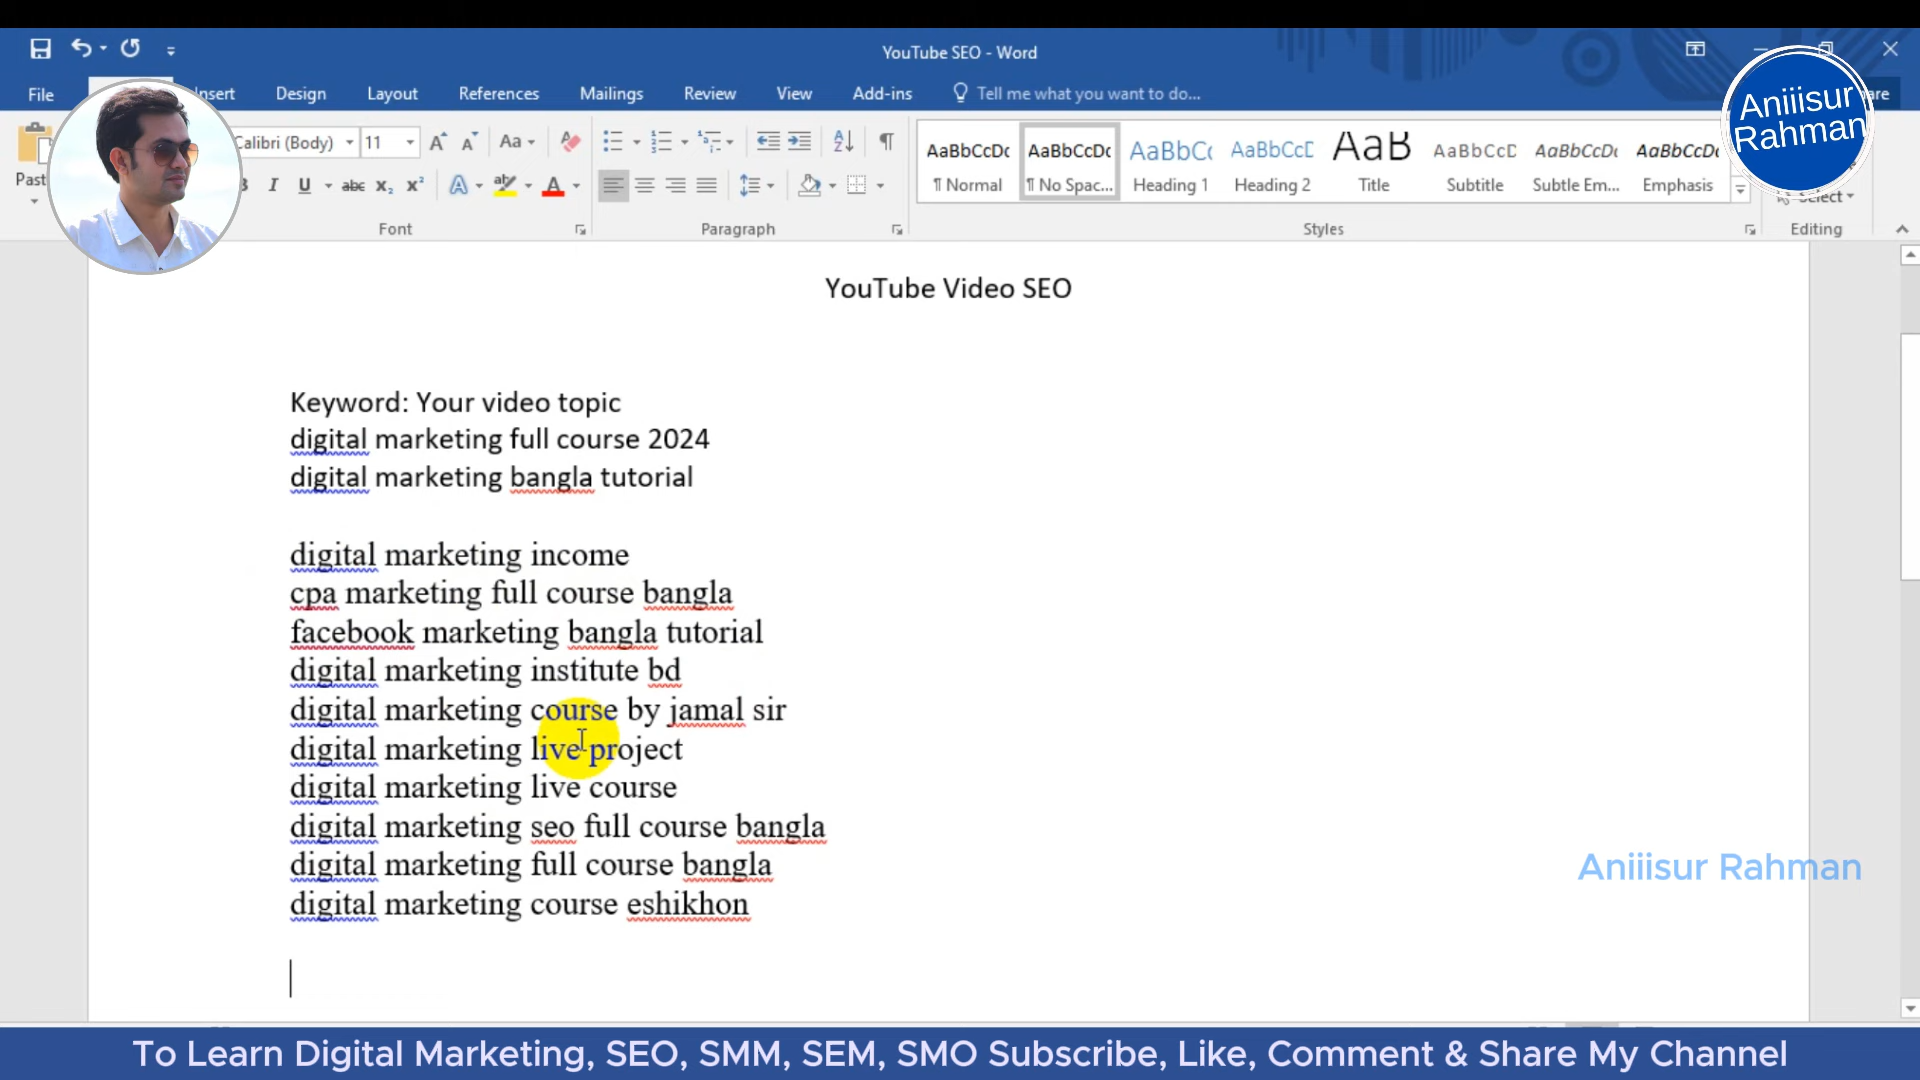 YouTube SEO - Word
File
Insert
Design
Layout
References
Mailings
Review
View
Add-ins
Tell me what you want to do...
Aniiisur
Rahman
Calibri (Body)
11
Aa
AaBbCcDc
AaBbCcDc
AaBbCc
AaBbCcD
AaB
AaBbCcD
AaBbCcDc
AaBbCcDc
¶ Normal
¶ No Spac...
Heading 1
Heading 2
Title
Subtitle
Subtle Em...
Emphasis
Select
Font
Paragraph
Styles
Editing
YouTube Video SEO
Keyword: Your video topic
digital marketing full course 2024
digital marketing bangla tutorial
digital marketing income
cpa marketing full course bangla
facebook marketing bangla tutorial
digital marketing institute bd
digital marketing course by jamal sir
digital marketing live project
digital marketing live course
digital marketing seo full course bangla
digital marketing full course bangla
digital marketing course eshikhon
Aniiisur Rahman
To Learn Digital Marketing, SEO, SMM, SEM, SMO Subscribe, Like, Comment & Share My Channel